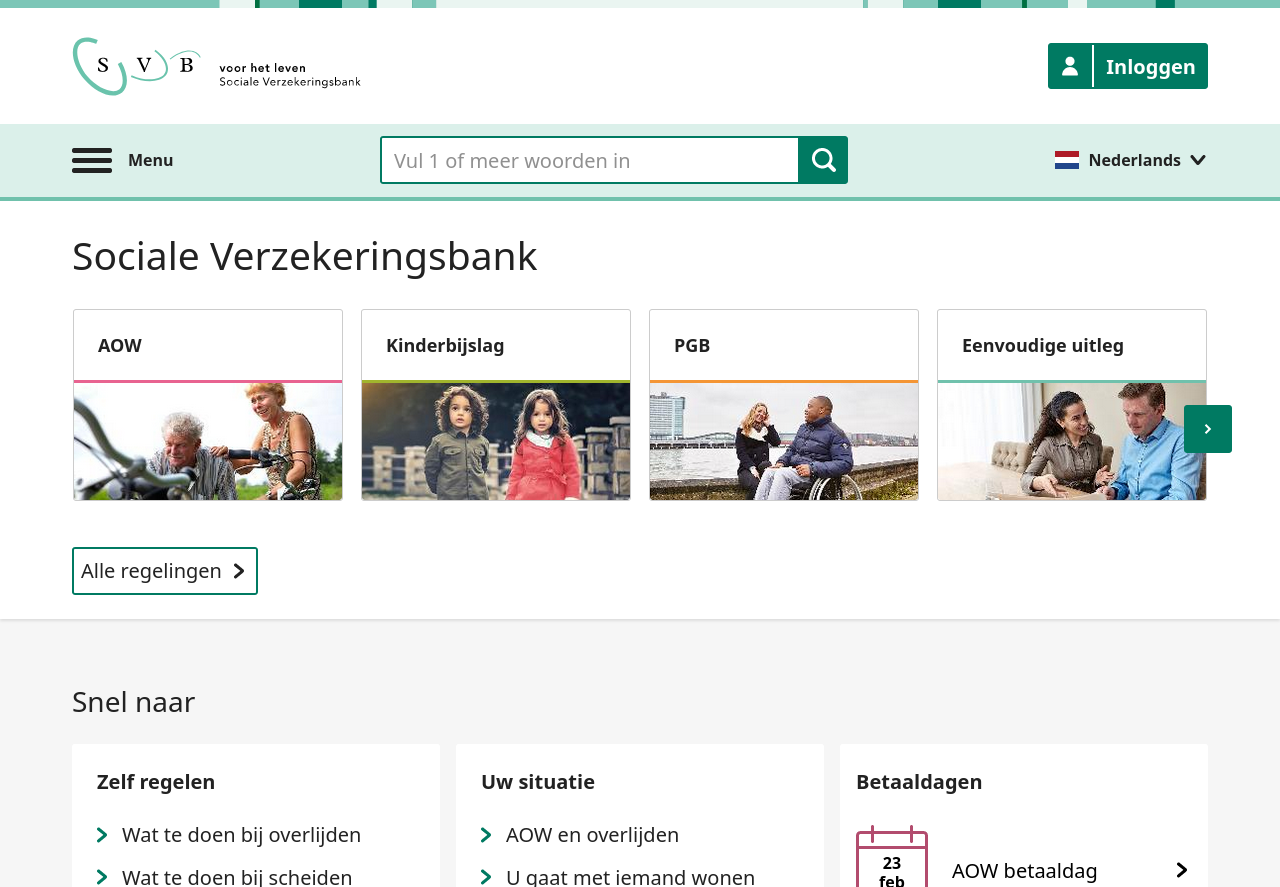 S V B
voor het leven
Sociale Verzekeringsbank
Inloggen
Menu
Vul 1 of meer woorden in
Nederlands
Sociale Verzekeringsbank
AOW
Kinderbijslag
PGB
Eenvoudige uitleg
Alle regelingen
Snel naar
Zelf regelen
Wat te doen bij overlijden
Wat te doen bij scheiden
Uw situatie
AOW en overlijden
U gaat met iemand wonen
Betaaldagen
23
feb
AOW betaaldag